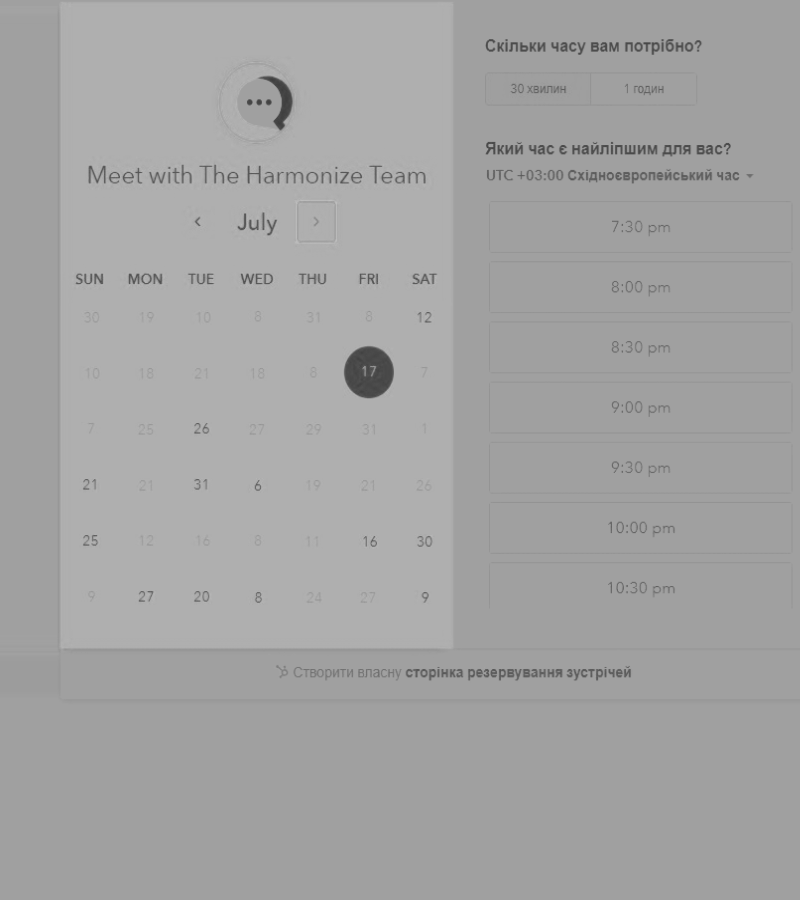 Meet with The Harmonize Team
July
SUN MON TUE WED THU FRI SAT
30 19 10 8 31 8 12
10 18 21 18 8 17 7
7 25 26 27 29 31 1
21 21 31 6 19 21 26
25 12 16 8 11 16 30
9 27 20 8 24 27 9
Скільки часу вам потрібно?
30 хвилин 1 годин
Який час є найліпшим для вас?
UTC +03:00 Східноєвропейський час
7:30 pm
8:00 pm
8:30 pm
9:00 pm
9:30 pm
10:00 pm
10:30 pm
Створити власну сторінка резервування зустрічей